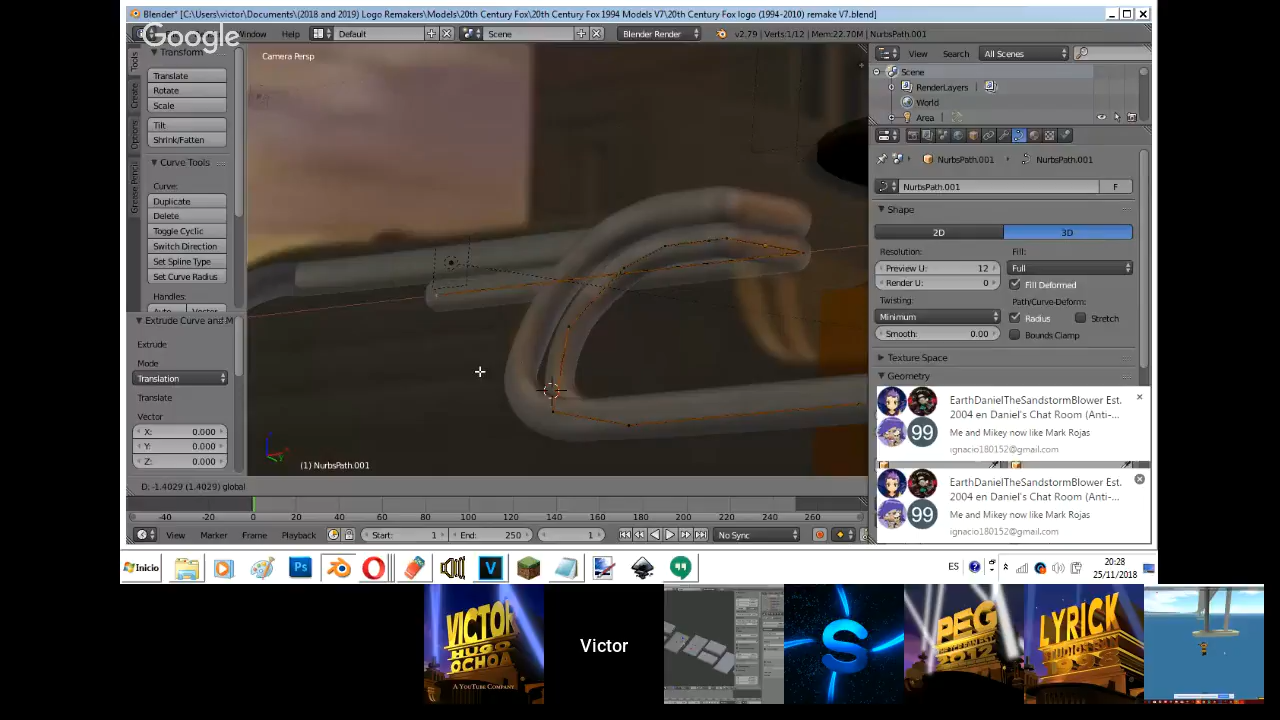 Blender* [C:\Users\victor\Documents\(2018 and 2019) Logo Remakers\Models\20th Century Fox\20th Century Fox 1994 Models V7\20th Century Fox logo (1994-2010) remake V7.blend]
Google
Window Help Default Scene Blender Render v2.79 | Verts:1/12 | Mem:22.70M | NurbsPath.001
View Search All Scenes
Transform
Camera Persp
Tools
Create
Options
Grease Pencil
Translate
Rotate
Scale
Tilt
Shrink/Fatten
Curve Tools
Curve:
Duplicate
Delete
Toggle Cyclic
Switch Direction
Set Spline Type
Set Curve Radius
Handles:
Extrude Curve and M
Extrude
Mode
Translation
Translate
Vector
X: 0.000
Y: 0.000
Z: 0.000
(1) NurbsPath.001
D: -1.4029 (1.4029) global
Scene
RenderLayers
World
Area
NurbsPath.001 NurbsPath.001
NurbsPath.001 F
Shape
2D 3D
Resolution: Fill:
Preview U: 12 Full
Render U: 0 Fill Deformed
Twisting: Path/Curve-Deform:
Minimum Radius Stretch
Smooth: 0.00 Bounds Clamp
Texture Space
Geometry
EarthDanielTheSandstormBlower Est.
2004 en Daniel's Chat Room (Anti-...
99 Me and Mikey now like Mark Rojas
ignacio180152@gmail.com
EarthDanielTheSandstormBlower Est.
2004 en Daniel's Chat Room (Anti-...
99 Me and Mikey now like Mark Rojas
ignacio180152@gmail.com
-40 -20 0 20 40 60 80 100 120 140 160 180 200 220 240 260
View Marker Frame Playback Start: 1 End: 250 1 No Sync
Inicio Ps V ES 20:28
25/11/2018
VICTOR
HUGO
OCHOA
A YOUTUBE COMPANY
Victor
S
PEG
2012
LYRICK
STUDIOS